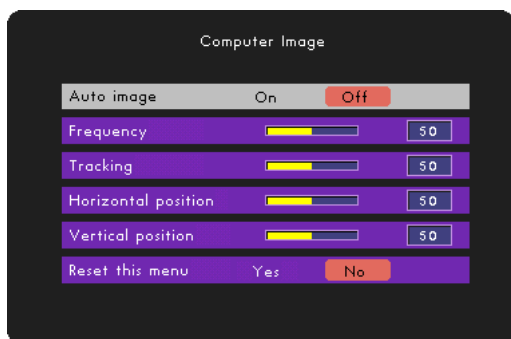 Computer Image
Auto image On Off
Frequency 50
Tracking 50
Horizontal position 50
Vertical position 50
Reset this menu Yes No